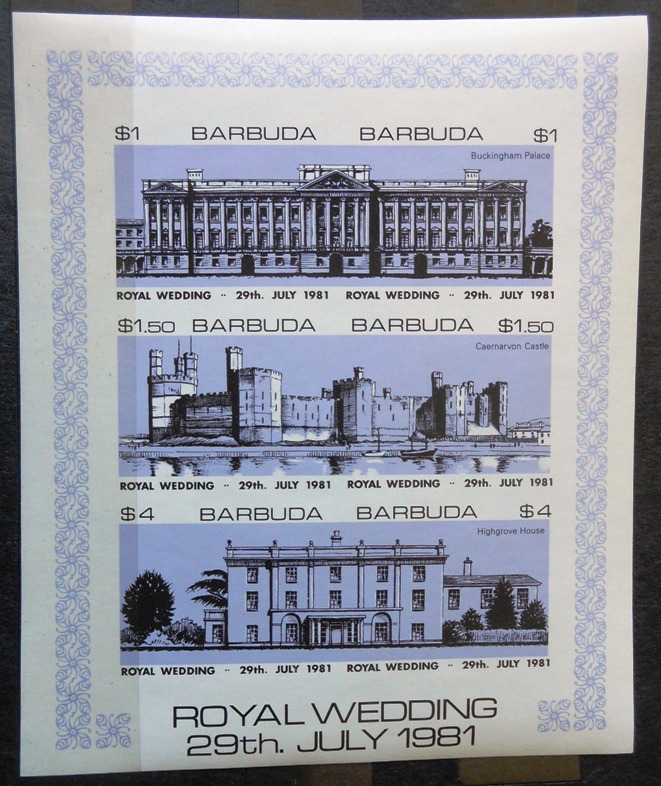 $1 BARBUDA BARBUDA $1
Buckingham Palace
ROYAL WEDDING ·· 29th. JULY 1981 ROYAL WEDDING ·· 29th. JULY 1981
$1.50 BARBUDA BARBUDA $1.50
Caernarvon Castle
ROYAL WEDDING ·· 29th. JULY 1981 ROYAL WEDDING ·· 29th. JULY 1981
$4 BARBUDA BARBUDA $4
Highgrove House
ROYAL WEDDING ·· 29th. JULY 1981 ROYAL WEDDING ·· 29th. JULY 1981
ROYAL WEDDING
29th. JULY 1981